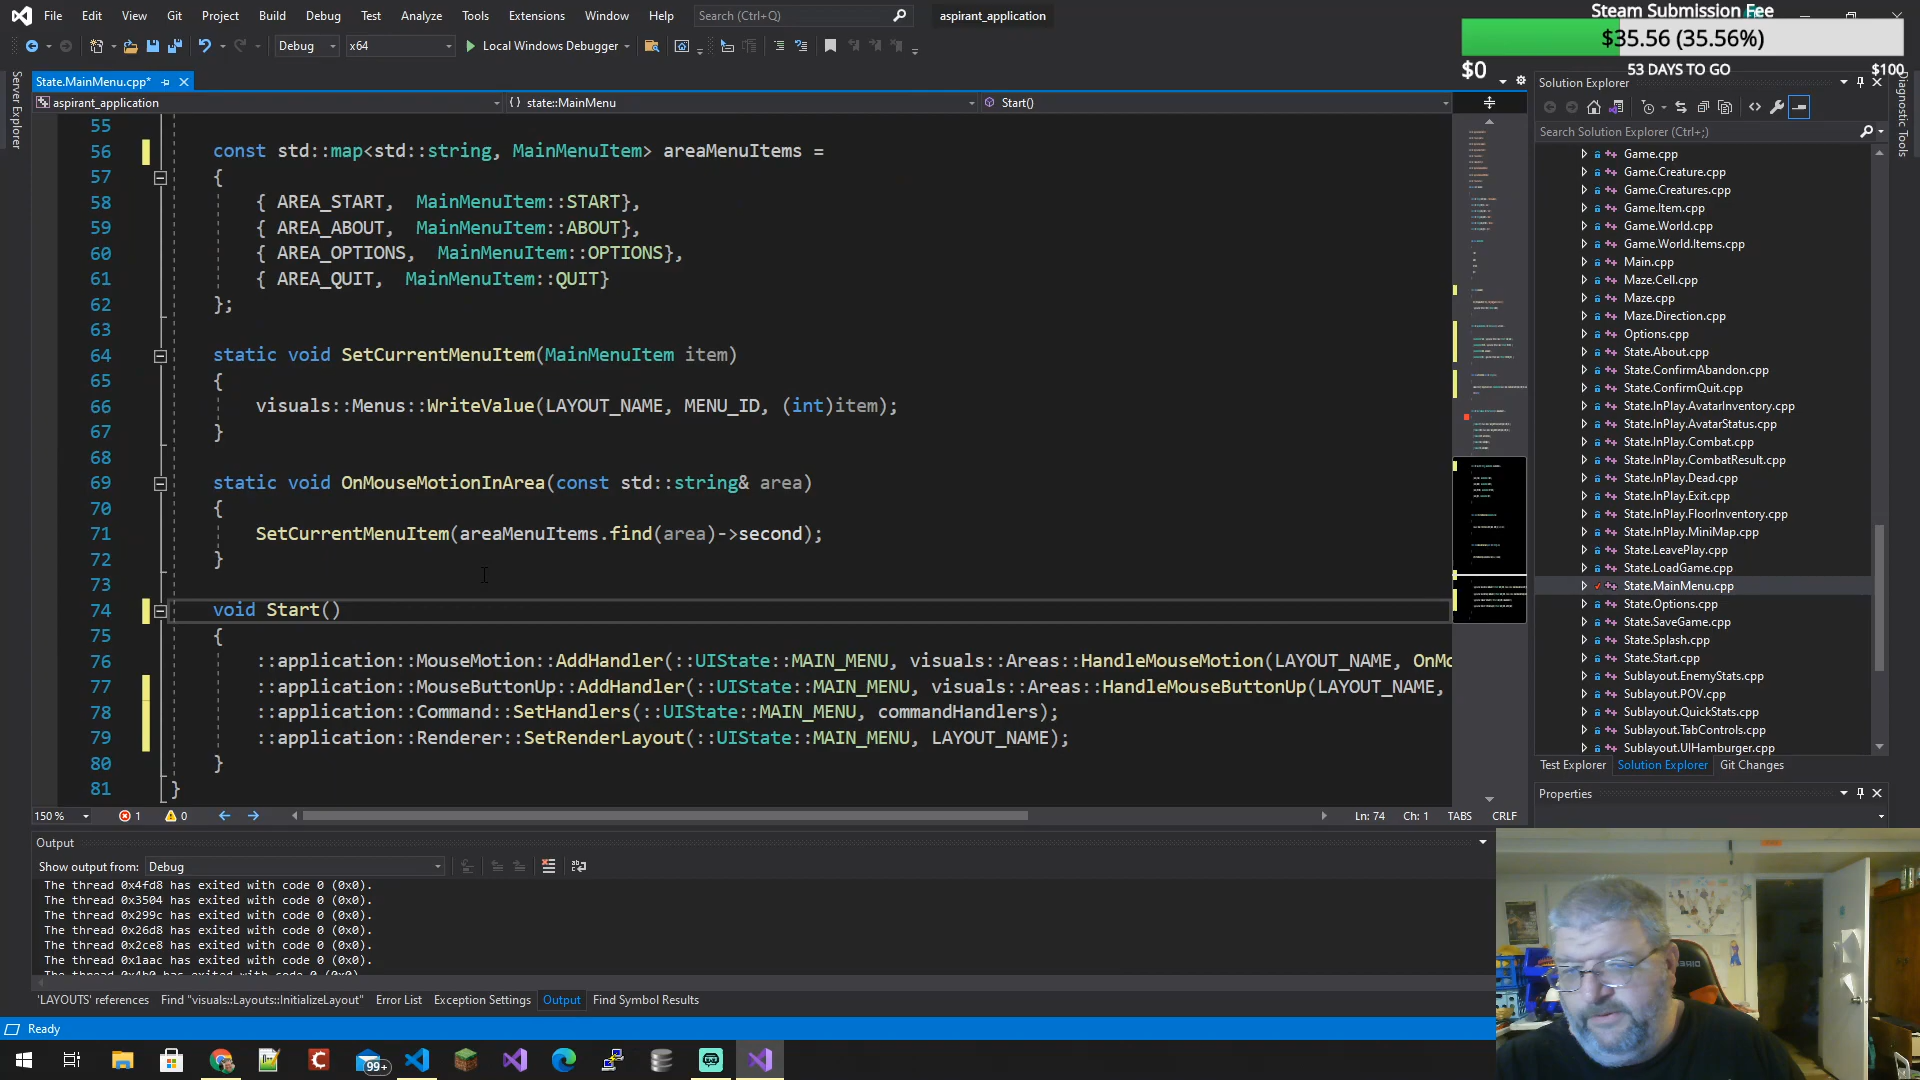 File Edit View Git Project Build Debug Test Analyze Tools Extensions Window Help Search (Ctrl+Q) aspirant_application
Steam Submission Fee
$35.56 (35.56%)
$0 53 DAYS TO GO $100
Debug x64 Local Windows Debugger
Server Explorer
State.MainMenu.cpp*
aspirant_application {} state::MainMenu Start()
55
56 const std::map<std::string, MainMenuItem> areaMenuItems =
57 {
58 { AREA_START, MainMenuItem::START},
59 { AREA_ABOUT, MainMenuItem::ABOUT},
60 { AREA_OPTIONS, MainMenuItem::OPTIONS},
61 { AREA_QUIT, MainMenuItem::QUIT}
62 };
63
64 static void SetCurrentMenuItem(MainMenuItem item)
65 {
66 visuals::Menus::WriteValue(LAYOUT_NAME, MENU_ID, (int)item);
67 }
68
69 static void OnMouseMotionInArea(const std::string& area)
70 {
71 SetCurrentMenuItem(areaMenuItems.find(area)->second);
72 }
73
74 void Start()
75 {
76 ::application::MouseMotion::AddHandler(::UIState::MAIN_MENU, visuals::Areas::HandleMouseMotion(LAYOUT_NAME, OnMo
77 ::application::MouseButtonUp::AddHandler(::UIState::MAIN_MENU, visuals::Areas::HandleMouseButtonUp(LAYOUT_NAME,
78 ::application::Command::SetHandlers(::UIState::MAIN_MENU, commandHandlers);
79 ::application::Renderer::SetRenderLayout(::UIState::MAIN_MENU, LAYOUT_NAME);
80 }
81 }
150 % 1 0 Ln: 74 Ch: 1 TABS CRLF
Output
Show output from: Debug
The thread 0x4fd8 has exited with code 0 (0x0).
The thread 0x3504 has exited with code 0 (0x0).
The thread 0x299c has exited with code 0 (0x0).
The thread 0x26d8 has exited with code 0 (0x0).
The thread 0x2ce8 has exited with code 0 (0x0).
The thread 0x1aac has exited with code 0 (0x0).
The thread 0x4b0 has exited with code 0 (0x0).
'LAYOUTS' references Find "visuals::Layouts::InitializeLayout" Error List Exception Settings Output Find Symbol Results
Ready
99+
Solution Explorer
Search Solution Explorer (Ctrl+;)
Game.cpp
Game.Creature.cpp
Game.Creatures.cpp
Game.Item.cpp
Game.World.cpp
Game.World.Items.cpp
Main.cpp
Maze.Cell.cpp
Maze.cpp
Maze.Direction.cpp
Options.cpp
State.About.cpp
State.ConfirmAbandon.cpp
State.ConfirmQuit.cpp
State.InPlay.AvatarInventory.cpp
State.InPlay.AvatarStatus.cpp
State.InPlay.Combat.cpp
State.InPlay.CombatResult.cpp
State.InPlay.Dead.cpp
State.InPlay.Exit.cpp
State.InPlay.FloorInventory.cpp
State.InPlay.MiniMap.cpp
State.LeavePlay.cpp
State.LoadGame.cpp
State.MainMenu.cpp
State.Options.cpp
State.SaveGame.cpp
State.Splash.cpp
State.Start.cpp
Sublayout.EnemyStats.cpp
Sublayout.POV.cpp
Sublayout.QuickStats.cpp
Sublayout.TabControls.cpp
Sublayout.UIHamburger.cpp
Test Explorer Solution Explorer Git Changes
Properties
Diagnostic Tools